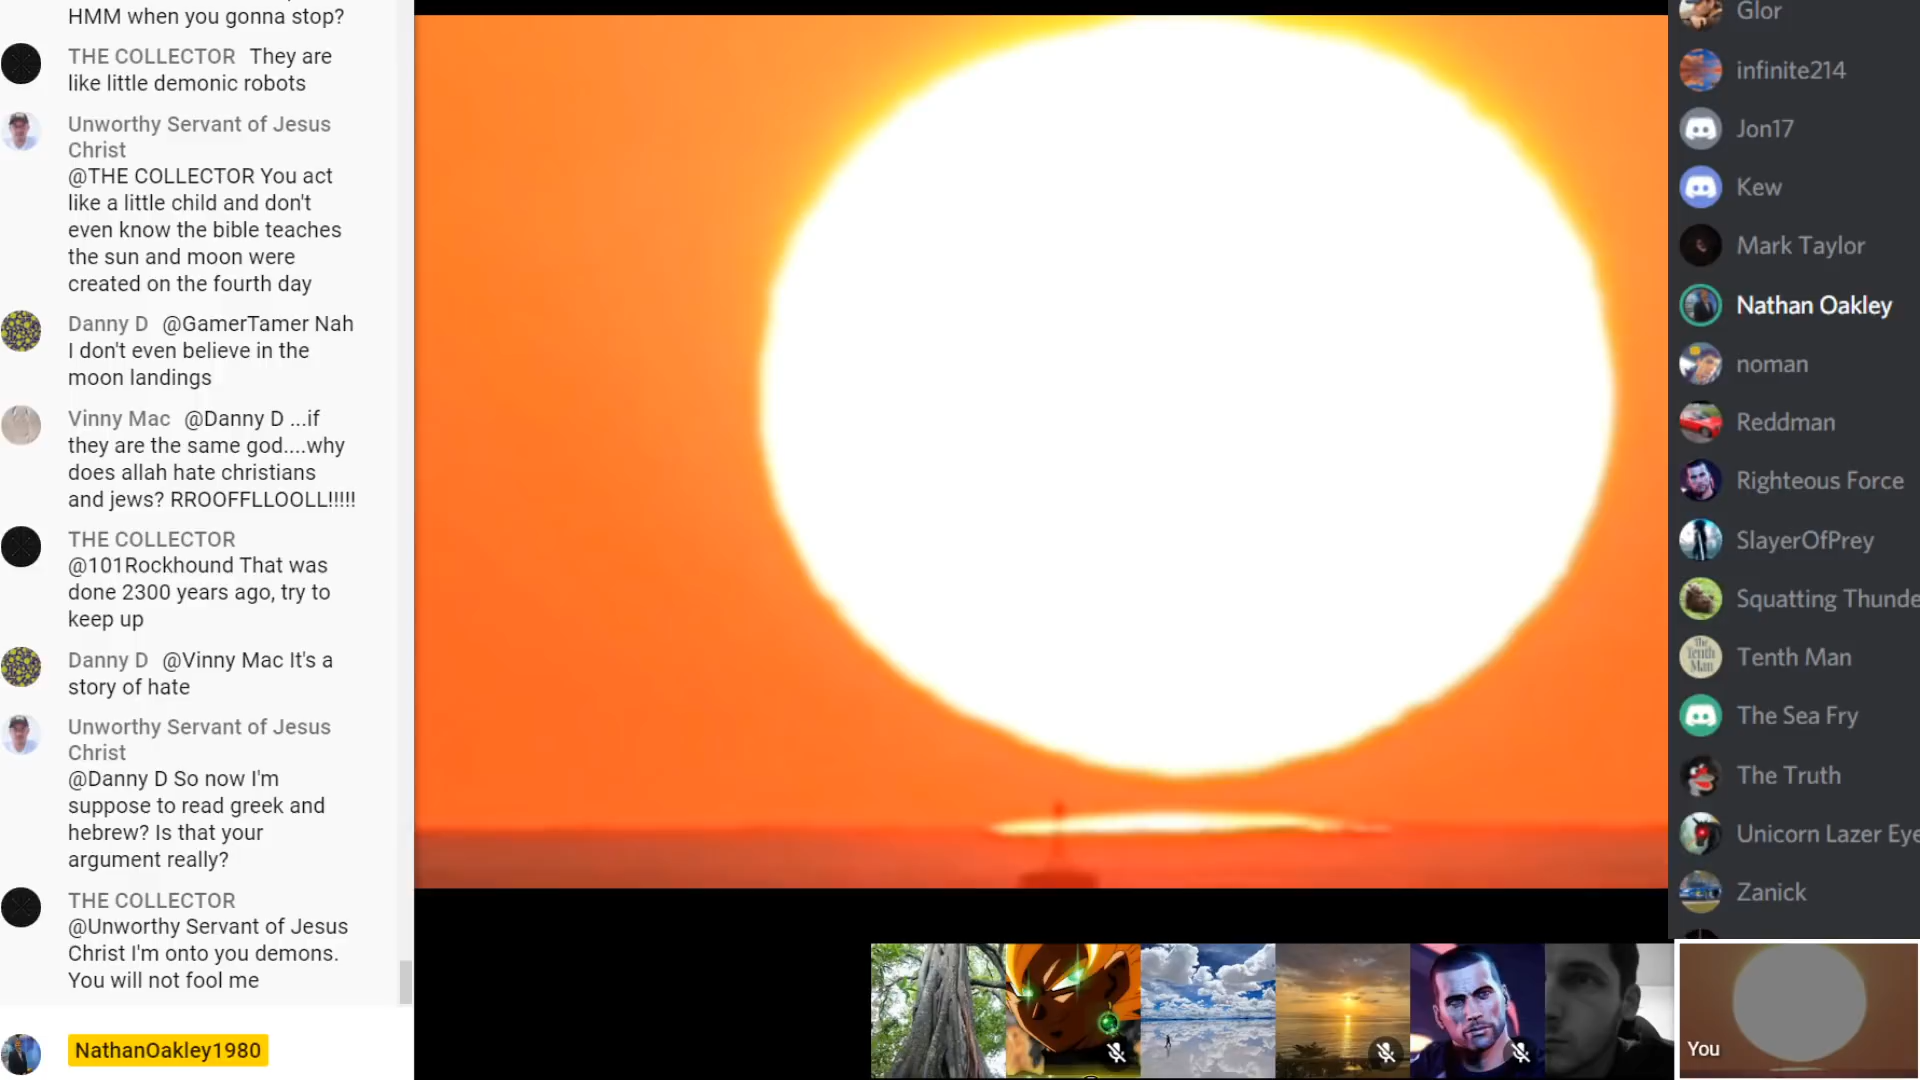 HMM when you gonna stop?
THE COLLECTOR They are
like little demonic robots
Unworthy Servant of Jesus
Christ
@THE COLLECTOR You act
like a little child and don't
even know the bible teaches
the sun and moon were
created on the fourth day
Danny D @GamerTamer Nah
I don't even believe in the
moon landings
Vinny Mac @Danny D ...if
they are the same god....why
does allah hate christians
and jews? RROOFFLLOOLL!!!!!
THE COLLECTOR
@101Rockhound That was
done 2300 years ago, try to
keep up
Danny D @Vinny Mac It's a
story of hate
Unworthy Servant of Jesus
Christ
@Danny D So now I'm
suppose to read greek and
hebrew? Is that your
argument really?
THE COLLECTOR
@Unworthy Servant of Jesus
Christ I'm onto you demons.
You will not fool me
NathanOakley1980
Glor
infinite214
Jon17
Kew
Mark Taylor
Nathan Oakley
noman
Reddman
Righteous Force
SlayerOfPrey
Squatting Thunde
The
Tenth
Man
Tenth Man
The Sea Fry
The Truth
Unicorn Lazer Eye
Zanick
You